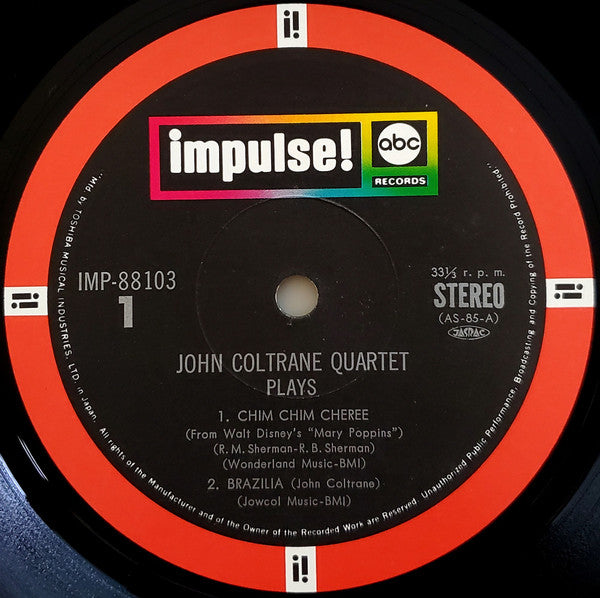 i!
impulse!
abc
RECORDS
IMP-88103
1
33⅓ r. p. m.
STEREO
(AS-85-A)
JASRAC
i!
i!
JOHN COLTRANE QUARTET
PLAYS
1. CHIM CHIM CHEREE
(From Walt Disney's "Mary Poppins")
(R. M. Sherman-R. B. Sherman)
(Wonderland Music-BMI)
2. BRAZILIA (John Coltrane)
(Jowcol Music-BMI)
"Mfd by TOSHIBA MUSICAL INDUSTRIES, LTD. in Japan. All rights of the Manufacturer and of the Owner of the Recorded Work are Reserved. Unauthorized Public Performance, Broadcasting and Copying of the Record Prohibited"
i!